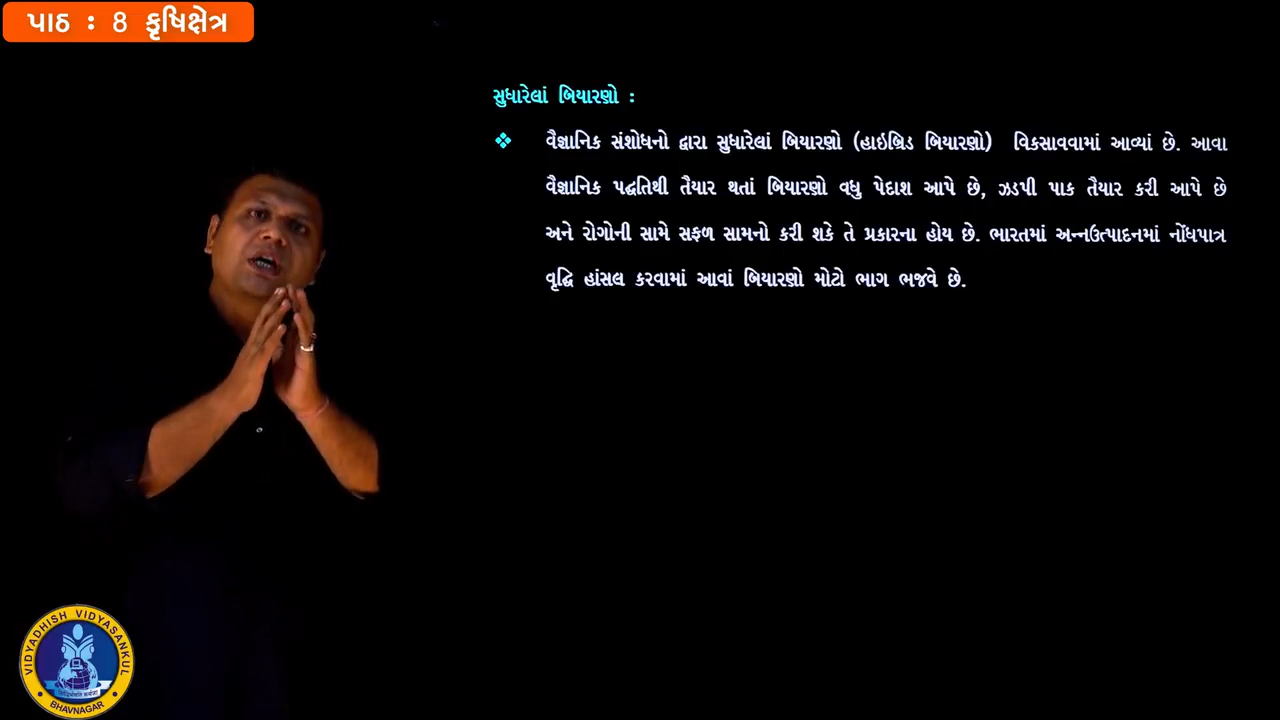 પાઠ : 8 કૃષિક્ષેત્ર
સુધારેલાં બિયારણો :
વૈજ્ઞાનિક સંશોધનો દ્વારા સુધારેલાં બિયારણો (હાઇબ્રિડ બિયારણો) વિકસાવવામાં આવ્યાં છે. આવા
વૈજ્ઞાનિક પદ્ધતિથી તૈયાર થતાં બિયારણો વધુ પેદાશ આપે છે, ઝડપી પાક તૈયાર કરી આપે છે
અને રોગોની સામે સફળ સામનો કરી શકે તે પ્રકારના હોય છે. ભારતમાં અન્નઉત્પાદનમાં નોંધપાત્ર
વૃદ્ધિ હાંસલ કરવામાં આવાં બિયારણો મોટો ભાગ ભજવે છે.
VIDYADHISH VIDYASANKUL
BHAVNAGAR